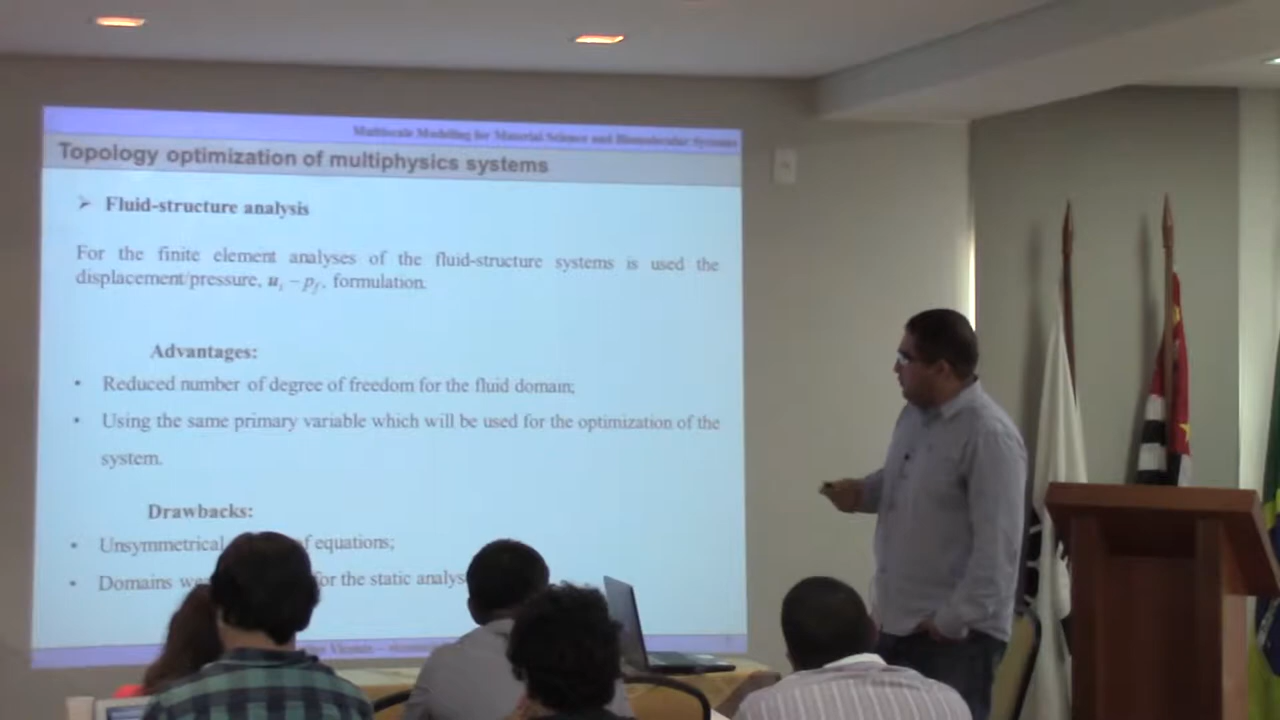 Multiscale Modeling for Material Science and Biomolecular Systems
Topology optimization of multiphysics systems
➢ Fluid-structure analysis
For the finite element analyses of the fluid-structure systems is used the
displacement/pressure, u_s – p_f, formulation.
Advantages:
• Reduced number of degree of freedom for the fluid domain;
• Using the same primary variable which will be used for the optimization of the
system.
Drawbacks:
• Unsymmetrical of equations;
• Domains for the static